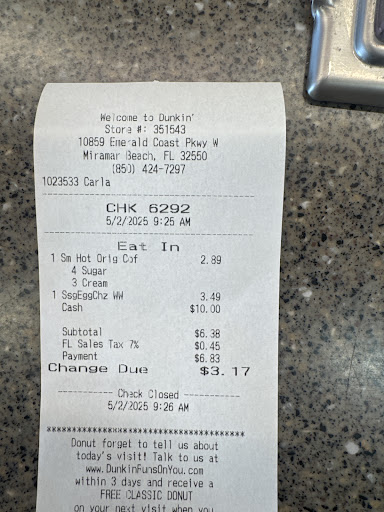 Welcome to Dunkin'
Store #: 351543
10859 Emerald Coast Pkwy W
Miramar Beach, FL 32550
(850) 424-7297
1023533 Carla
CHK 6292
5/2/2025 9:25 AM
Eat In
1 Sm Hot Orig Cof 2.89
4 Sugar
3 Cream
1 SsgEggChz WW 3.49
Cash $10.00
Subtotal $6.38
FL Sales Tax 7% $0.45
Payment $6.83
Change Due $3.17
------------ Check Closed ------------
5/2/2025 9:26 AM
****************************************
Donut forget to tell us about
today's visit! Talk to us at
www.DunkinRunsOnYou.com
within 3 days and receive a
FREE CLASSIC DONUT
on your next visit when you